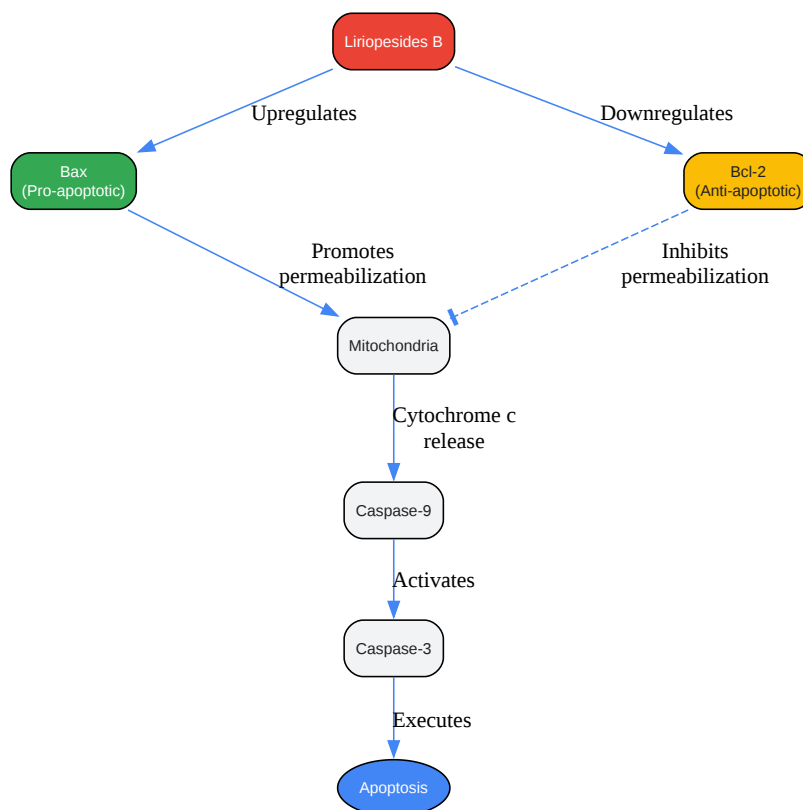 Liriopesides B
Upregulates
Downregulates
Bax
(Pro-apoptotic)
Bcl-2
(Anti-apoptotic)
Promotes
permeabilization
Inhibits
permeabilization
Mitochondria
Cytochrome c
release
Caspase-9
Activates
Caspase-3
Executes
Apoptosis